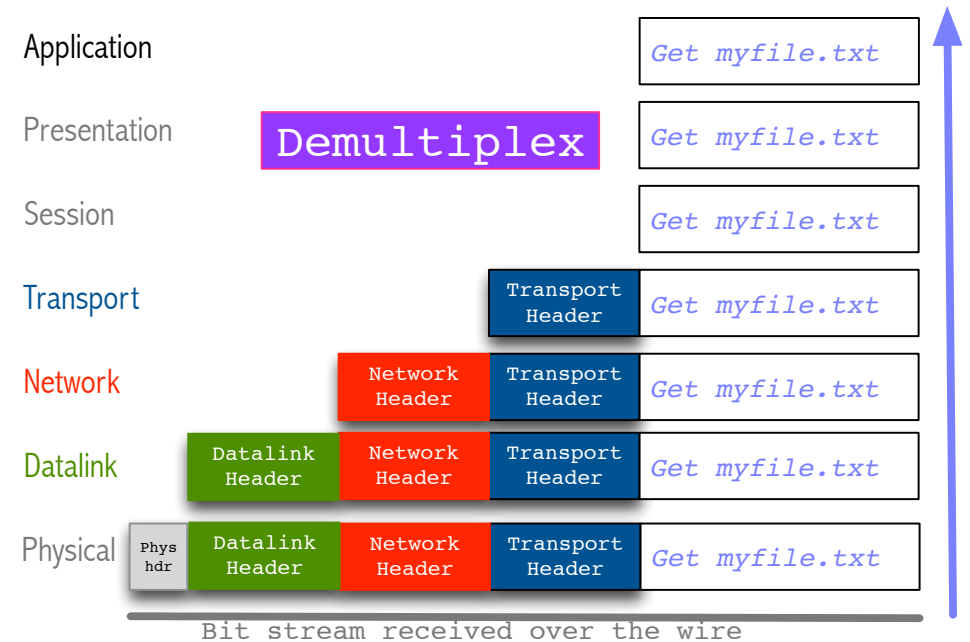 Application
Get myfile.txt
Presentation
Demultiplex
Get myfile.txt
Session
Get myfile.txt
Transport
Transport
Header
Get myfile.txt
Network
Network
Header
Transport
Header
Get myfile.txt
Datalink
Datalink
Header
Network
Header
Transport
Header
Get myfile.txt
Physical
Phys
hdr
Datalink
Header
Network
Header
Transport
Header
Get myfile.txt
Bit stream received over the wire